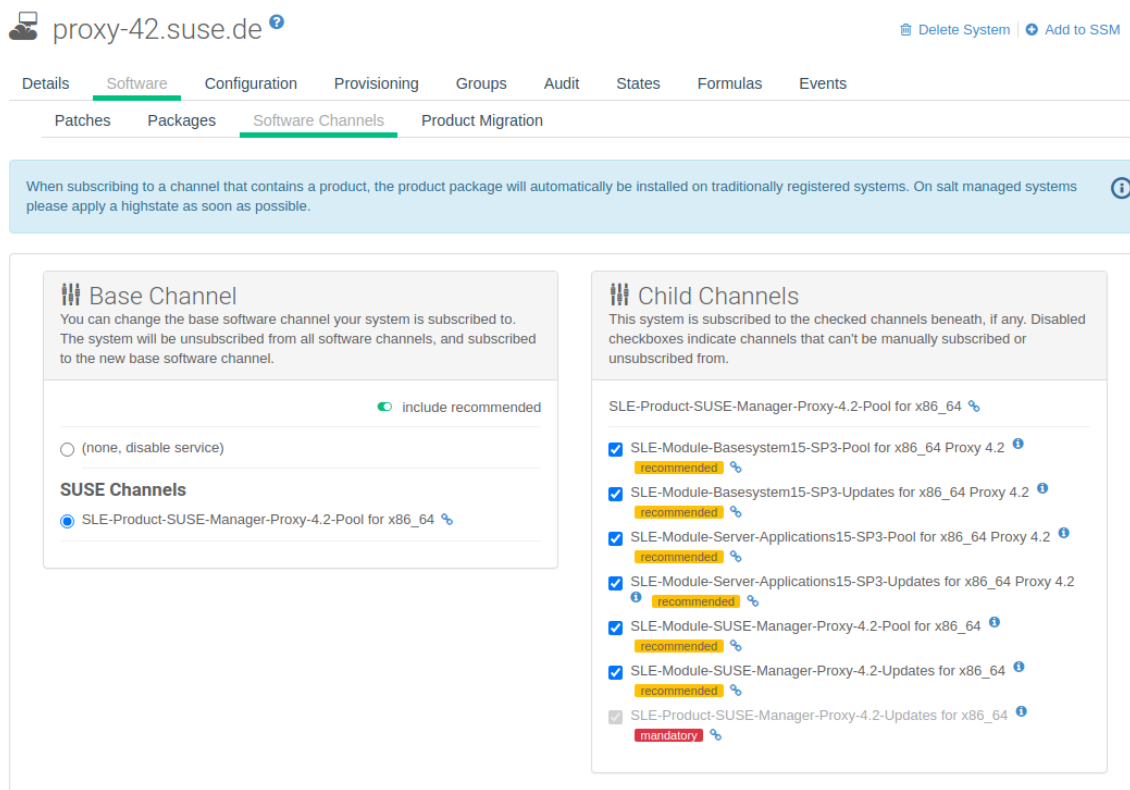 proxy-42.suse.de
Delete System
Add to SSM
Details Software Configuration Provisioning Groups Audit States Formulas Events
Patches Packages Software Channels Product Migration
When subscribing to a channel that contains a product, the product package will automatically be installed on traditionally registered systems. On salt managed systems
please apply a highstate as soon as possible.
Base Channel
You can change the base software channel your system is subscribed to.
The system will be unsubscribed from all software channels, and subscribed
to the new base software channel.
include recommended
(none, disable service)
SUSE Channels
SLE-Product-SUSE-Manager-Proxy-4.2-Pool for x86_64
Child Channels
This system is subscribed to the checked channels beneath, if any. Disabled
checkboxes indicate channels that can't be manually subscribed or
unsubscribed from.
SLE-Product-SUSE-Manager-Proxy-4.2-Pool for x86_64
SLE-Module-Basesystem15-SP3-Pool for x86_64 Proxy 4.2
recommended
SLE-Module-Basesystem15-SP3-Updates for x86_64 Proxy 4.2
recommended
SLE-Module-Server-Applications15-SP3-Pool for x86_64 Proxy 4.2
recommended
SLE-Module-Server-Applications15-SP3-Updates for x86_64 Proxy 4.2
recommended
SLE-Module-SUSE-Manager-Proxy-4.2-Pool for x86_64
recommended
SLE-Module-SUSE-Manager-Proxy-4.2-Updates for x86_64
recommended
SLE-Product-SUSE-Manager-Proxy-4.2-Updates for x86_64
mandatory